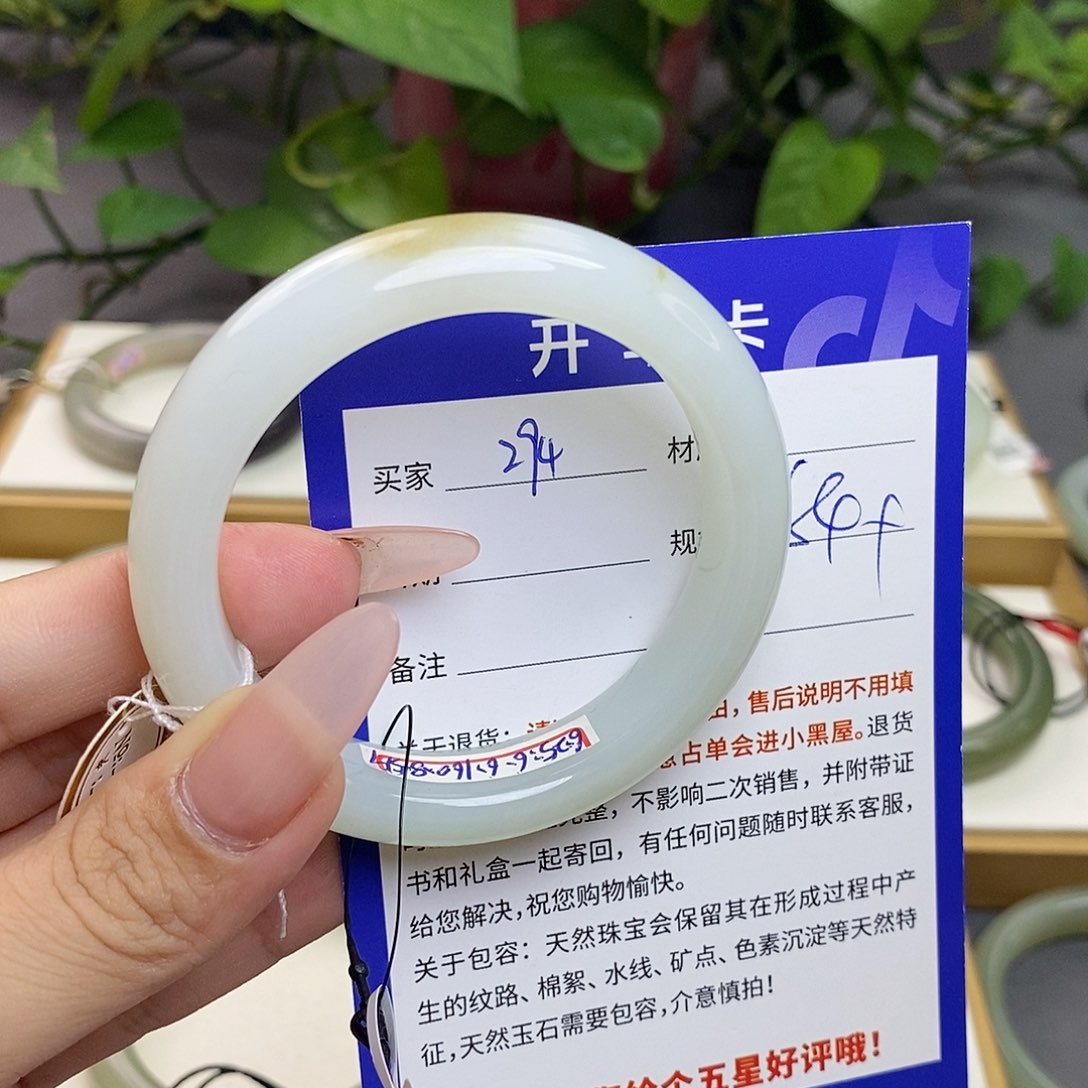 开 卡
买家 294 材
54+
规
备注
关于退货：
售后说明不用填
占单会进小黑屋。退货
不影响二次销售，并附带证
书和礼盒一起寄回，有任何问题随时联系客服，
给您解决，祝您购物愉快。
关于包容：天然珠宝会保留其在形成过程中产
生的纹路、棉絮、水线、矿点、色素沉淀等天然特
征，天然玉石需要包容，介意慎拍！
个五星好评哦！